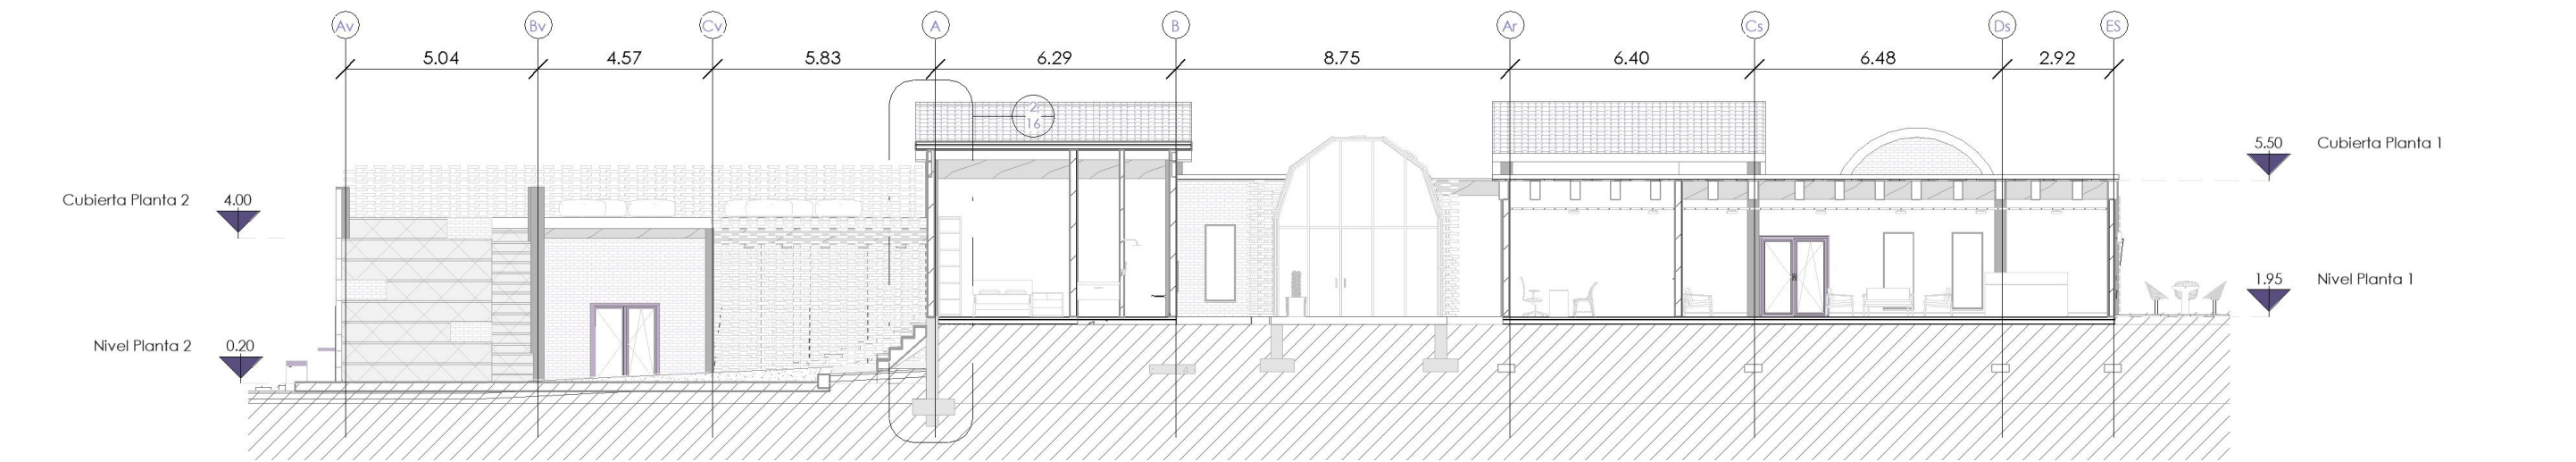 Av Bv Cv A B Ar Cs Ds ES
5.04 4.57 5.83 6.29 8.75 6.40 6.48 2.92
2
16
5.50 Cubierta Planta 1
Cubierta Planta 2 4.00
1.95 Nivel Planta 1
Nivel Planta 2 0.20